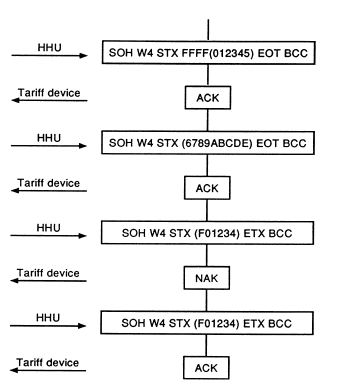 HHU
SOH W4 STX FFFF(012345) EOT BCC
Tariff device
ACK
HHU
SOH W4 STX (6789ABCDE) EOT BCC
Tariff device
ACK
HHU
SOH W4 STX (F01234) ETX BCC
Tariff device
NAK
HHU
SOH W4 STX (F01234) ETX BCC
Tariff device
ACK